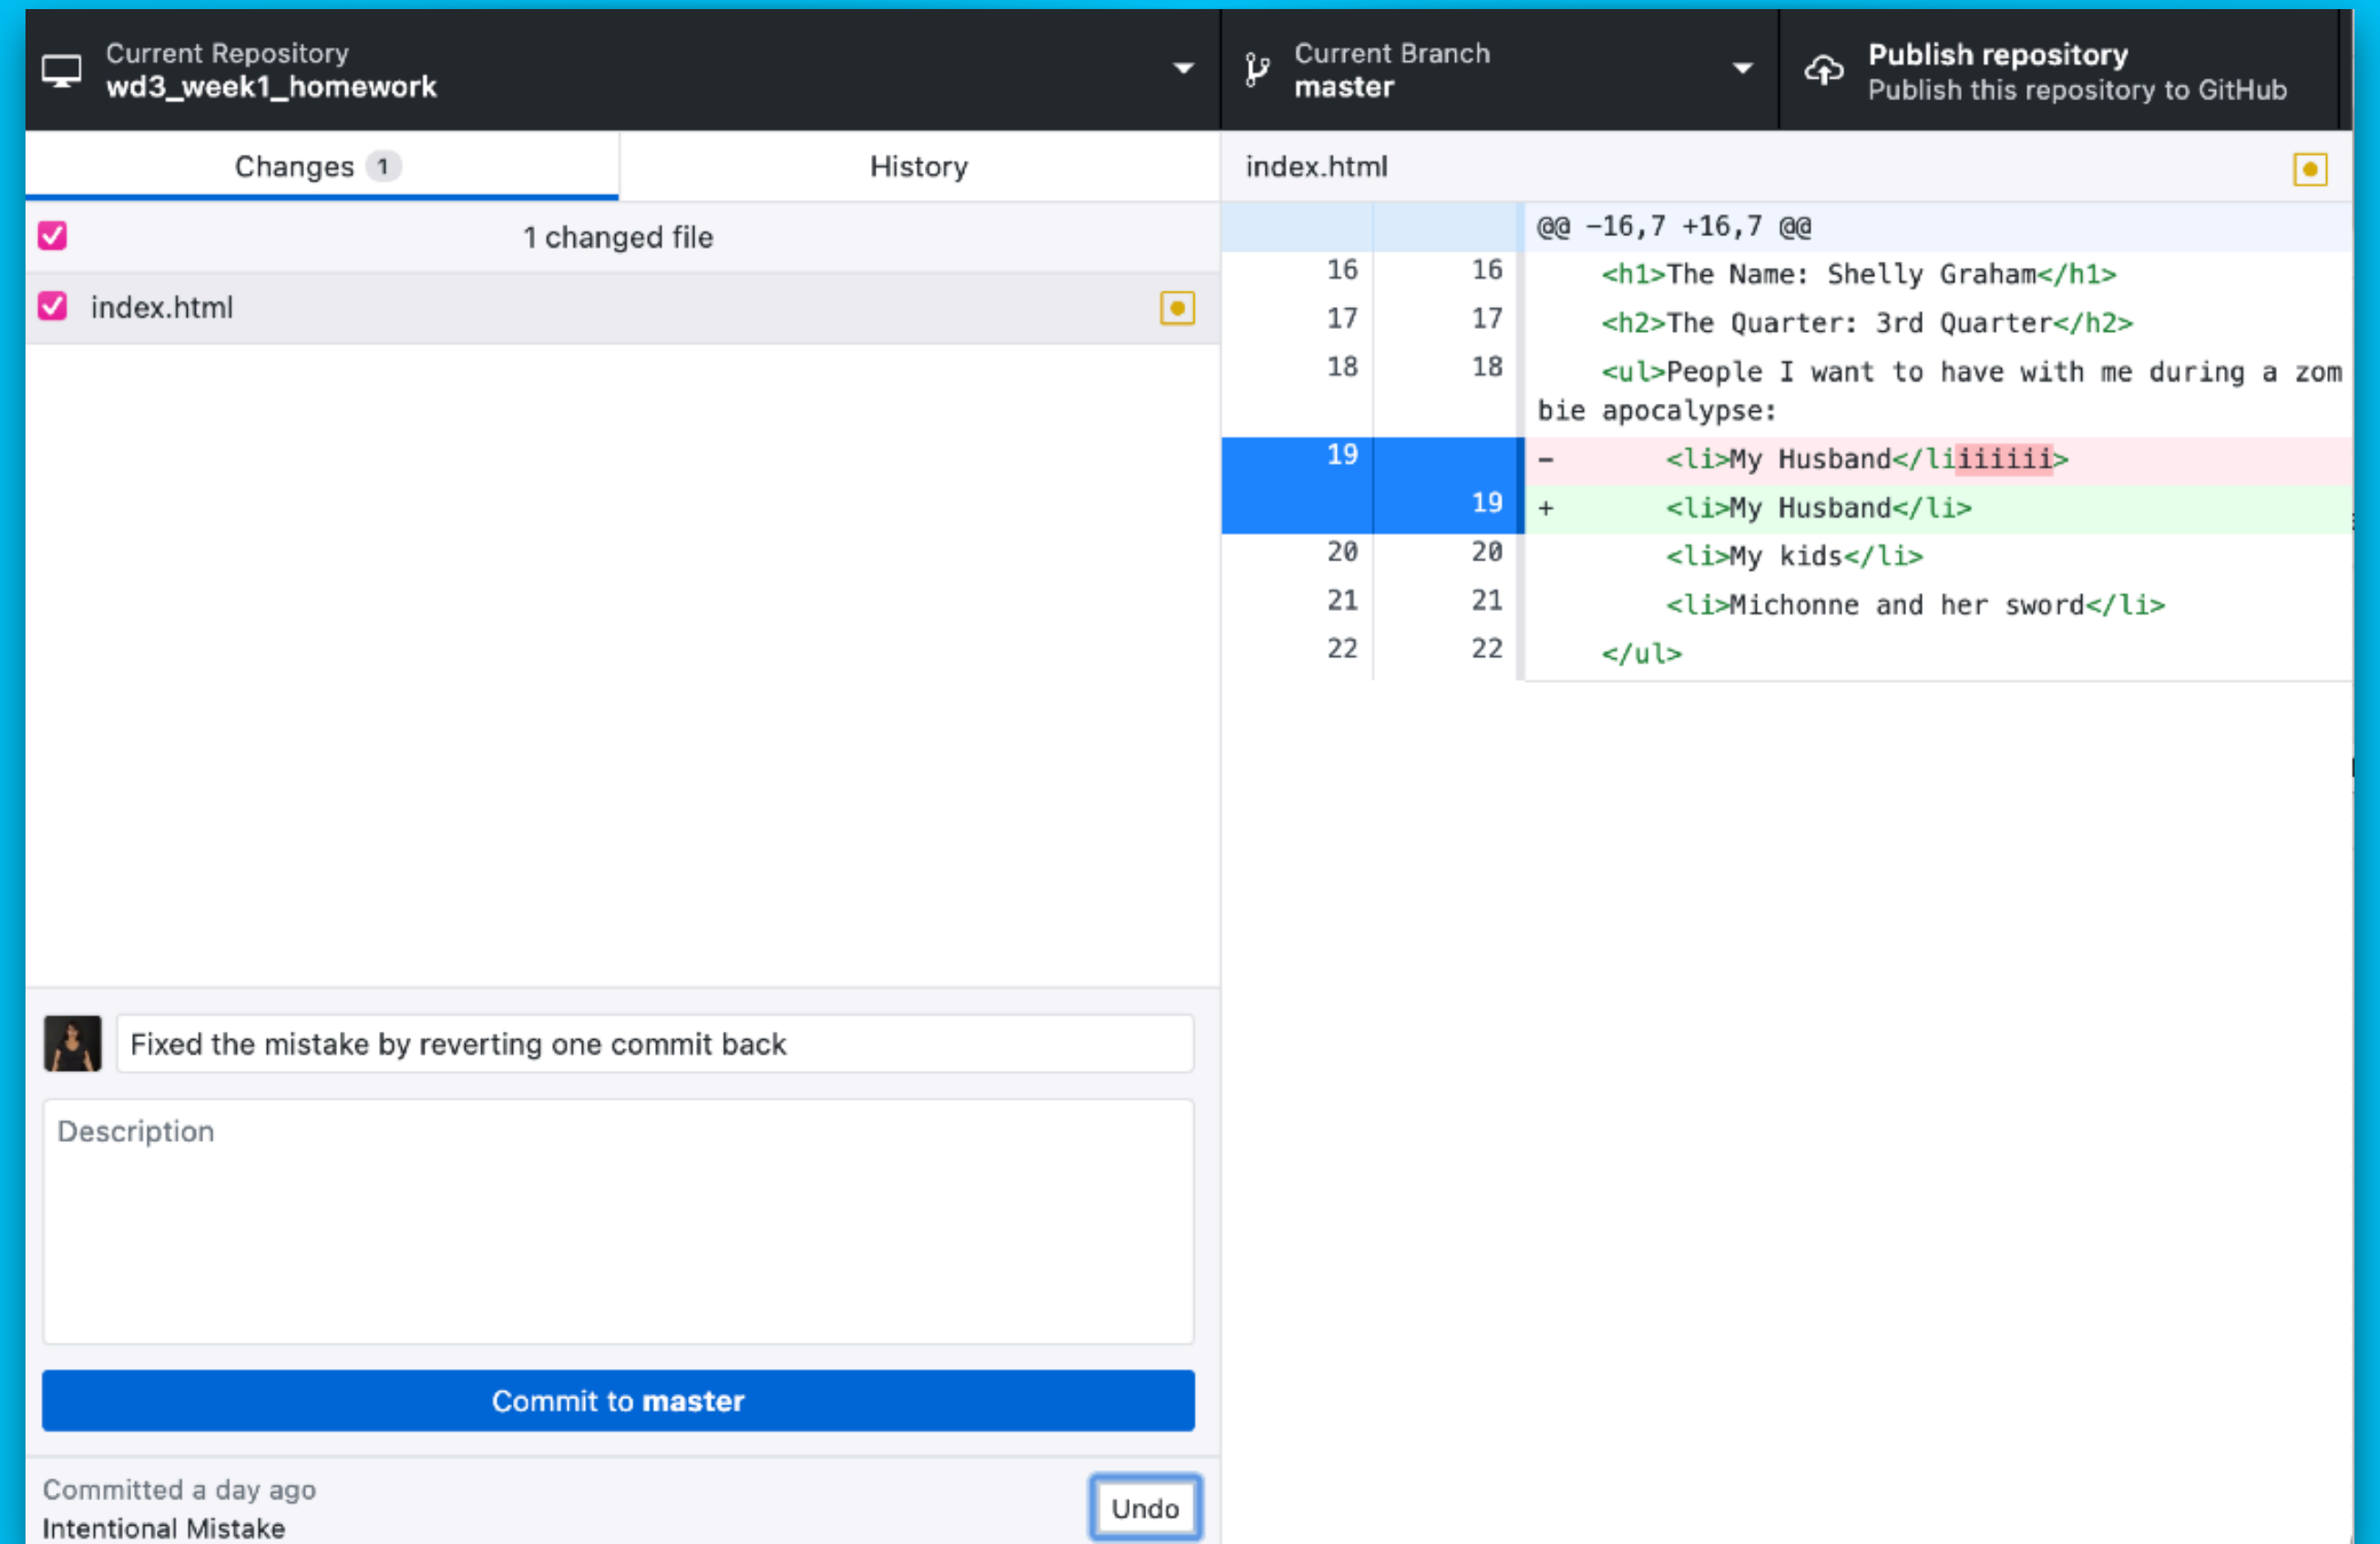 Current Repository
wd3_week1_homework
Current Branch
master
Publish repository
Publish this repository to GitHub
Changes 1
History
index.html
1 changed file
index.html
@@ -16,7 +16,7 @@
16 16 <h1>The Name: Shelly Graham</h1>
17 17 <h2>The Quarter: 3rd Quarter</h2>
18 18 <ul>People I want to have with me during a zom
bie apocalypse:
19 - <li>My Husband</liiiiiii>
19 + <li>My Husband</li>
20 20 <li>My kids</li>
21 21 <li>Michonne and her sword</li>
22 22 </ul>
Fixed the mistake by reverting one commit back
Description
Commit to master
Committed a day ago
Intentional Mistake
Undo